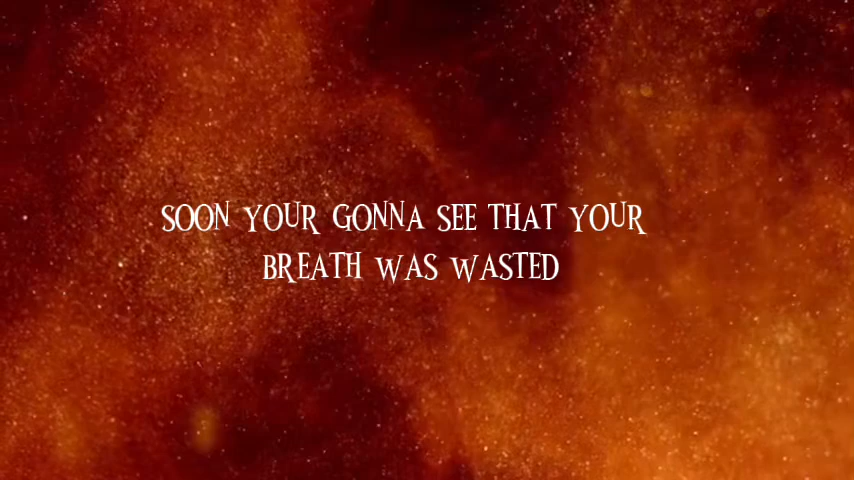 SOON YOUR GONNA SEE THAT YOUR
BREATH WAS WASTED